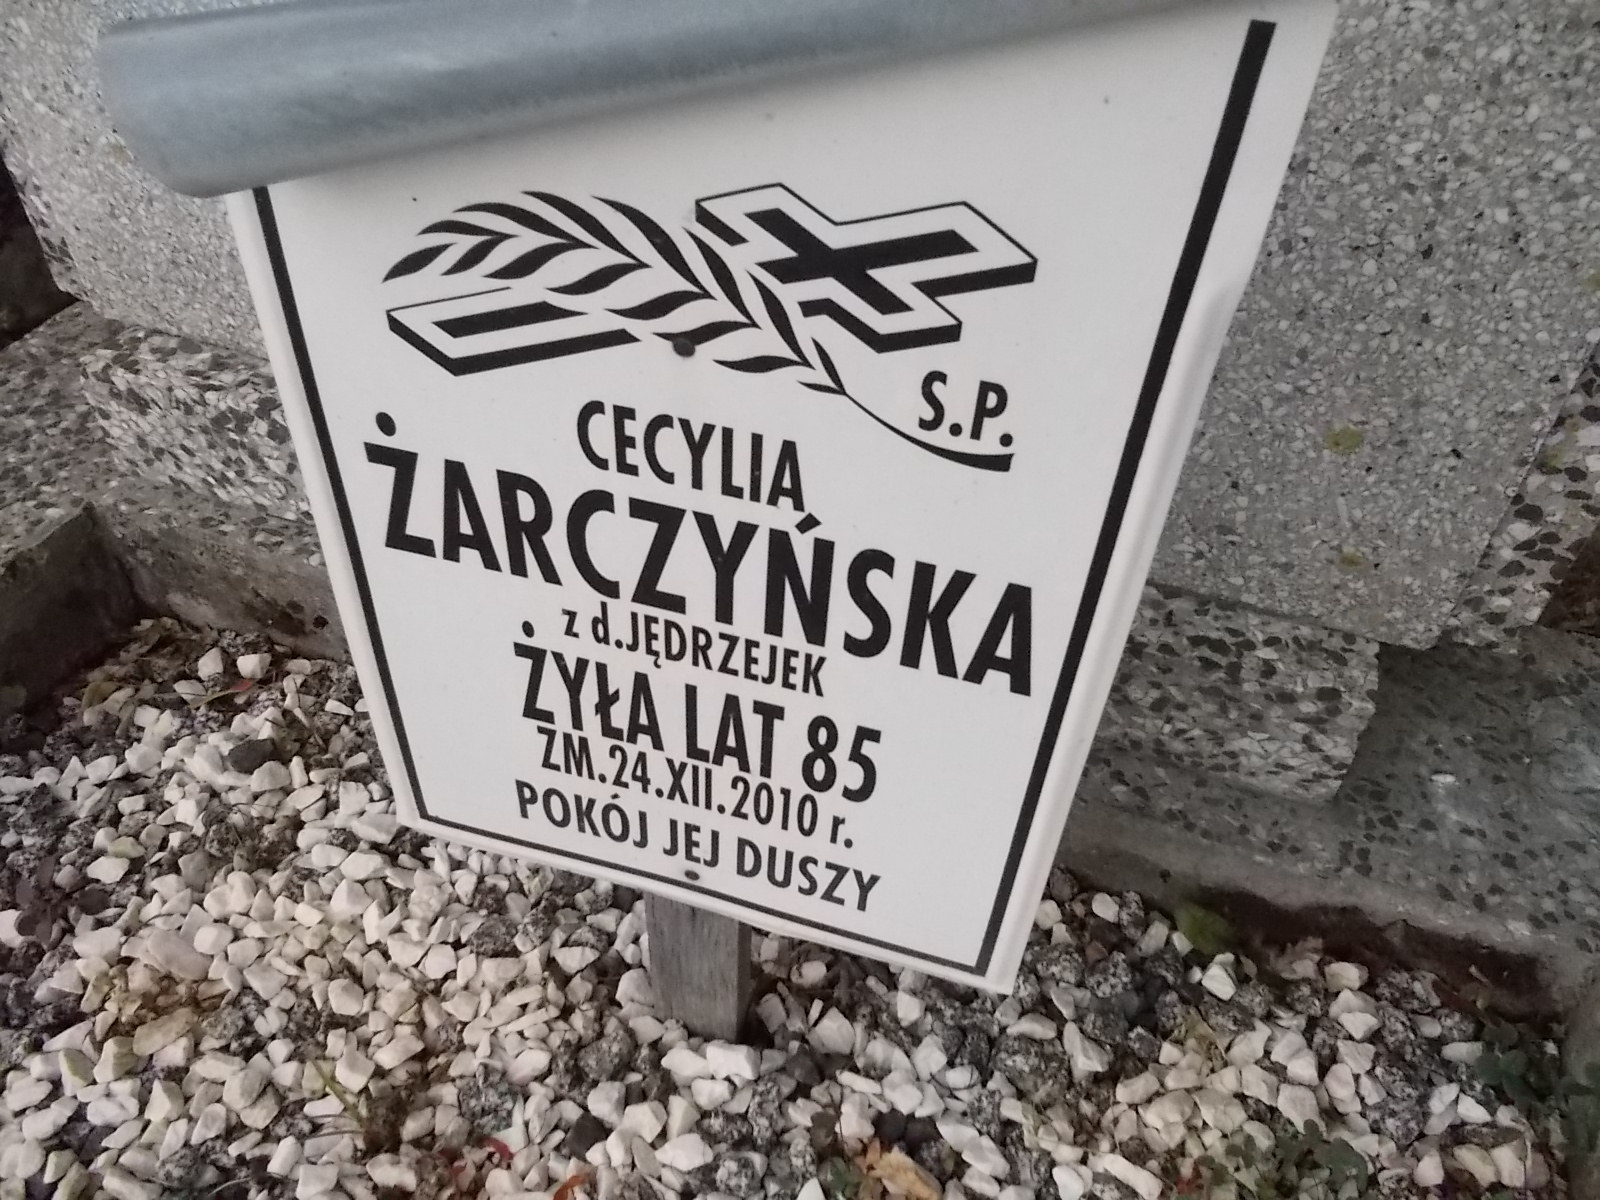 S.P.
CECYLIA
ŻARCZYŃSKA
z d.JĘDRZEJEK
ŻYŁA LAT 85
ZM.24.XII.2010 r.
POKÓJ JEJ DUSZY